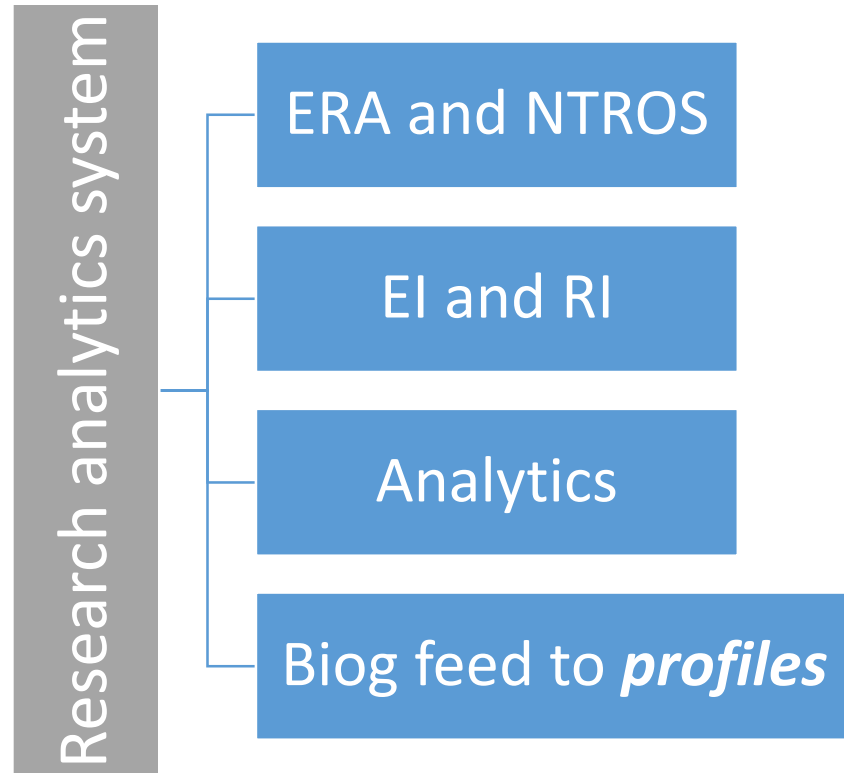 Research analytics system
ERA and NTROS
EI and RI
Analytics
Biog feed to profiles